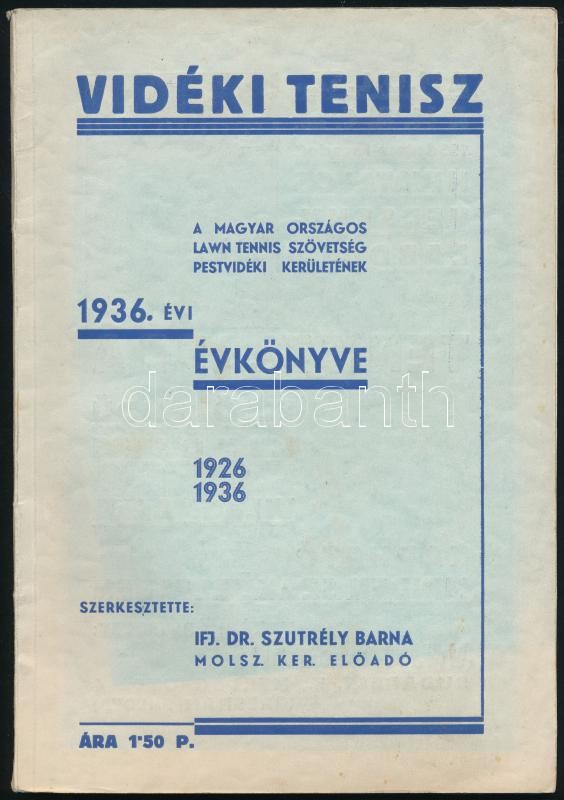 VIDÉKI TENISZ
A MAGYAR ORSZÁGOS
LAWN TENNIS SZÖVETSÉG
PESTVIDÉKI KERÜLETÉNEK
1936. ÉVI
ÉVKÖNYVE
darabanth
1926
1936
SZERKESZTETTE:
IFJ. DR. SZUTRÉLY BARNA
MOLSZ. KER. ELŐADÓ
ÁRA 1'50 P.